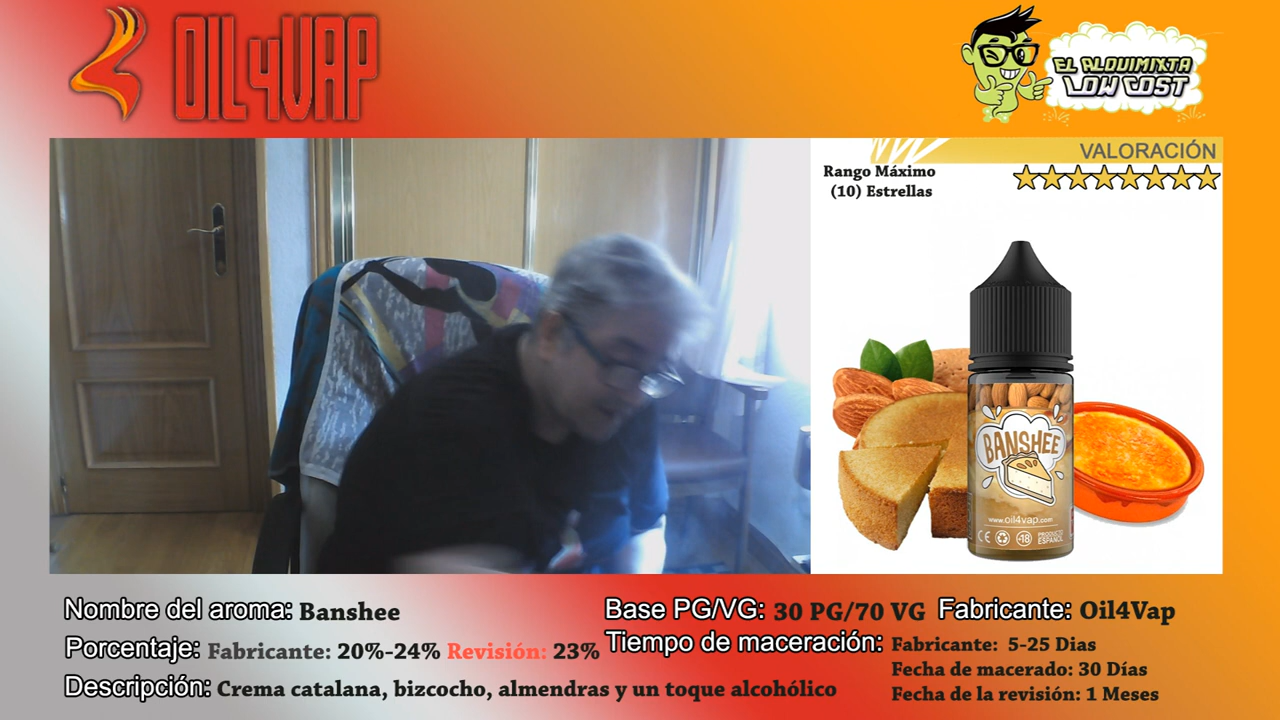 OIL4VAP
EL ALQUIMIXTA
LOW COST
VALORACIÓN
Rango Máximo
(10) Estrellas
BANSHEE
www.oil4vap.com
CE -18 PRODUCTO
ESPAÑOL
Nombre del aroma: Banshee
Base PG/VG: 30 PG/70 VG Fabricante: Oil4Vap
Porcentaje: Fabricante: 20%-24% Revisión: 23%
Tiempo de maceración: Fabricante: 5-25 Dias
Fecha de macerado: 30 Días
Fecha de la revisión: 1 Meses
Descripción: Crema catalana, bizcocho, almendras y un toque alcohólico